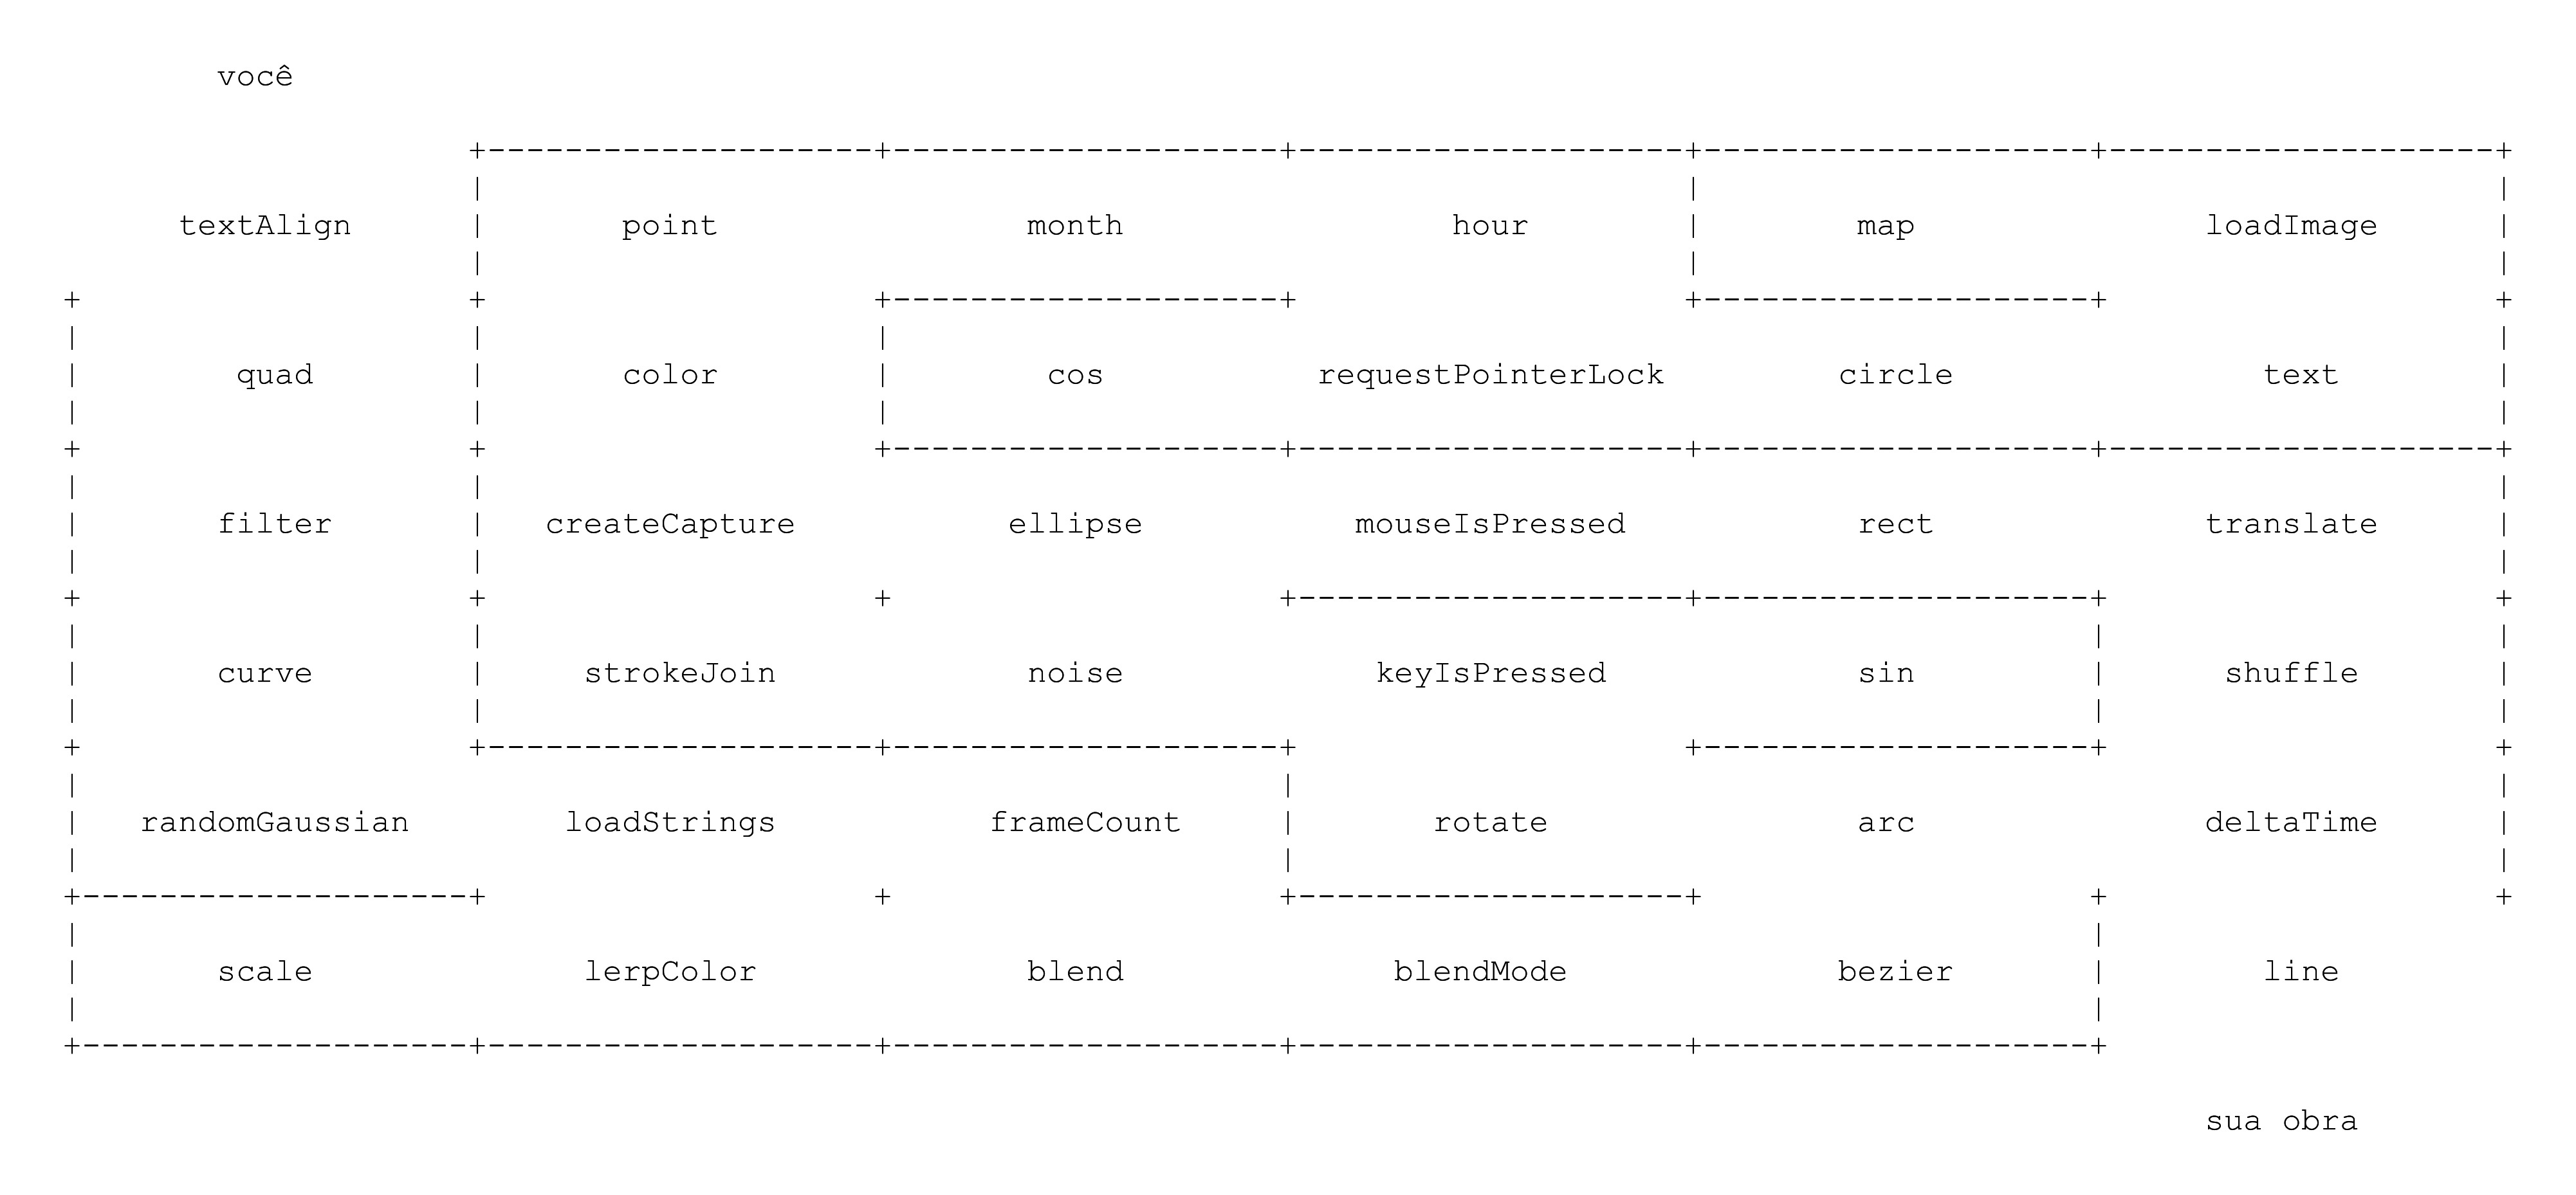 você
textAlign point month hour map loadImage
quad color cos requestPointerLock circle text
filter createCapture ellipse mouseIsPressed rect translate
curve strokeJoin noise keyIsPressed sin shuffle
randomGaussian loadStrings frameCount rotate arc deltaTime
scale lerpColor blend blendMode bezier line
sua obra